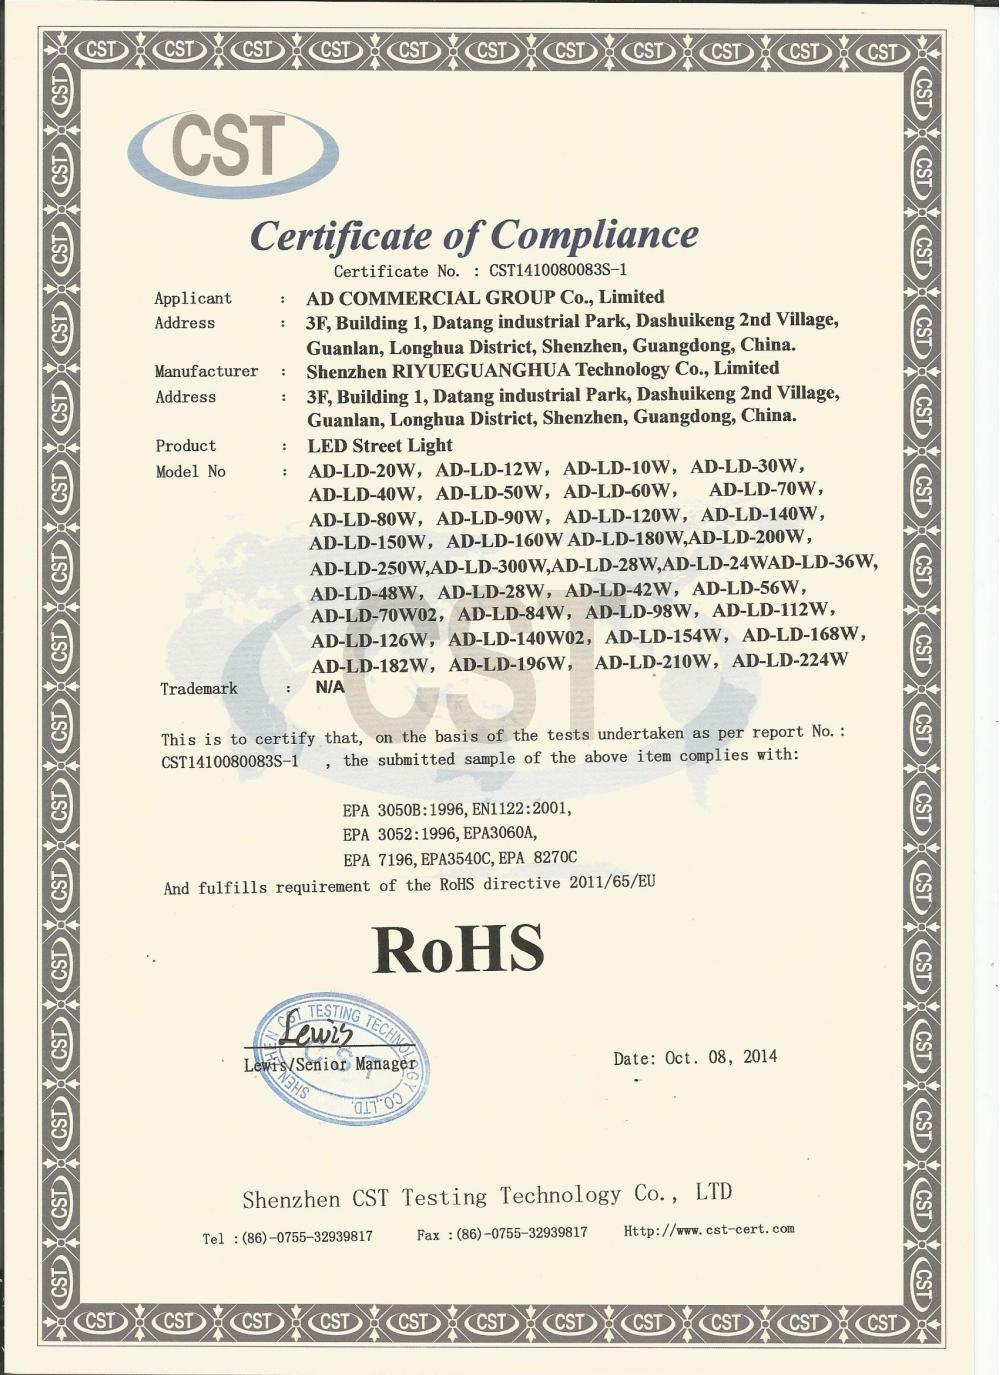 CST
Certificate of Compliance
Certificate No. : CST1410080083S-1
Applicant : AD COMMERCIAL GROUP Co., Limited
Address : 3F, Building 1, Datang industrial Park, Dashuikeng 2nd Village,
Guanlan, Longhua District, Shenzhen, Guangdong, China.
Manufacturer : Shenzhen RIYUEGUANGHUA Technology Co., Limited
Address : 3F, Building 1, Datang industrial Park, Dashuikeng 2nd Village,
Guanlan, Longhua District, Shenzhen, Guangdong, China.
Product : LED Street Light
Model No : AD-LD-20W, AD-LD-12W, AD-LD-10W, AD-LD-30W,
AD-LD-40W, AD-LD-50W, AD-LD-60W, AD-LD-70W,
AD-LD-80W, AD-LD-90W, AD-LD-120W, AD-LD-140W,
AD-LD-150W, AD-LD-160W AD-LD-180W,AD-LD-200W,
AD-LD-250W,AD-LD-300W,AD-LD-28W,AD-LD-24WAD-LD-36W,
AD-LD-48W, AD-LD-28W, AD-LD-42W, AD-LD-56W,
AD-LD-70W02, AD-LD-84W, AD-LD-98W, AD-LD-112W,
AD-LD-126W, AD-LD-140W02, AD-LD-154W, AD-LD-168W,
AD-LD-182W, AD-LD-196W, AD-LD-210W, AD-LD-224W
Trademark : N/A
This is to certify that, on the basis of the tests undertaken as per report No.:
CST1410080083S-1 , the submitted sample of the above item complies with:
EPA 3050B:1996, EN1122:2001,
EPA 3052:1996, EPA3060A,
EPA 7196, EPA3540C, EPA 8270C
And fulfills requirement of the RoHS directive 2011/65/EU
RoHS
SHENZHEN CST TESTING TECHNOLOGY CO.,LTD.
CST
Lewis
Lewis/Senior Manager
Date: Oct. 08, 2014
Shenzhen CST Testing Technology Co., LTD
Tel :(86)-0755-32939817 Fax :(86)-0755-32939817 Http://www.cst-cert.com